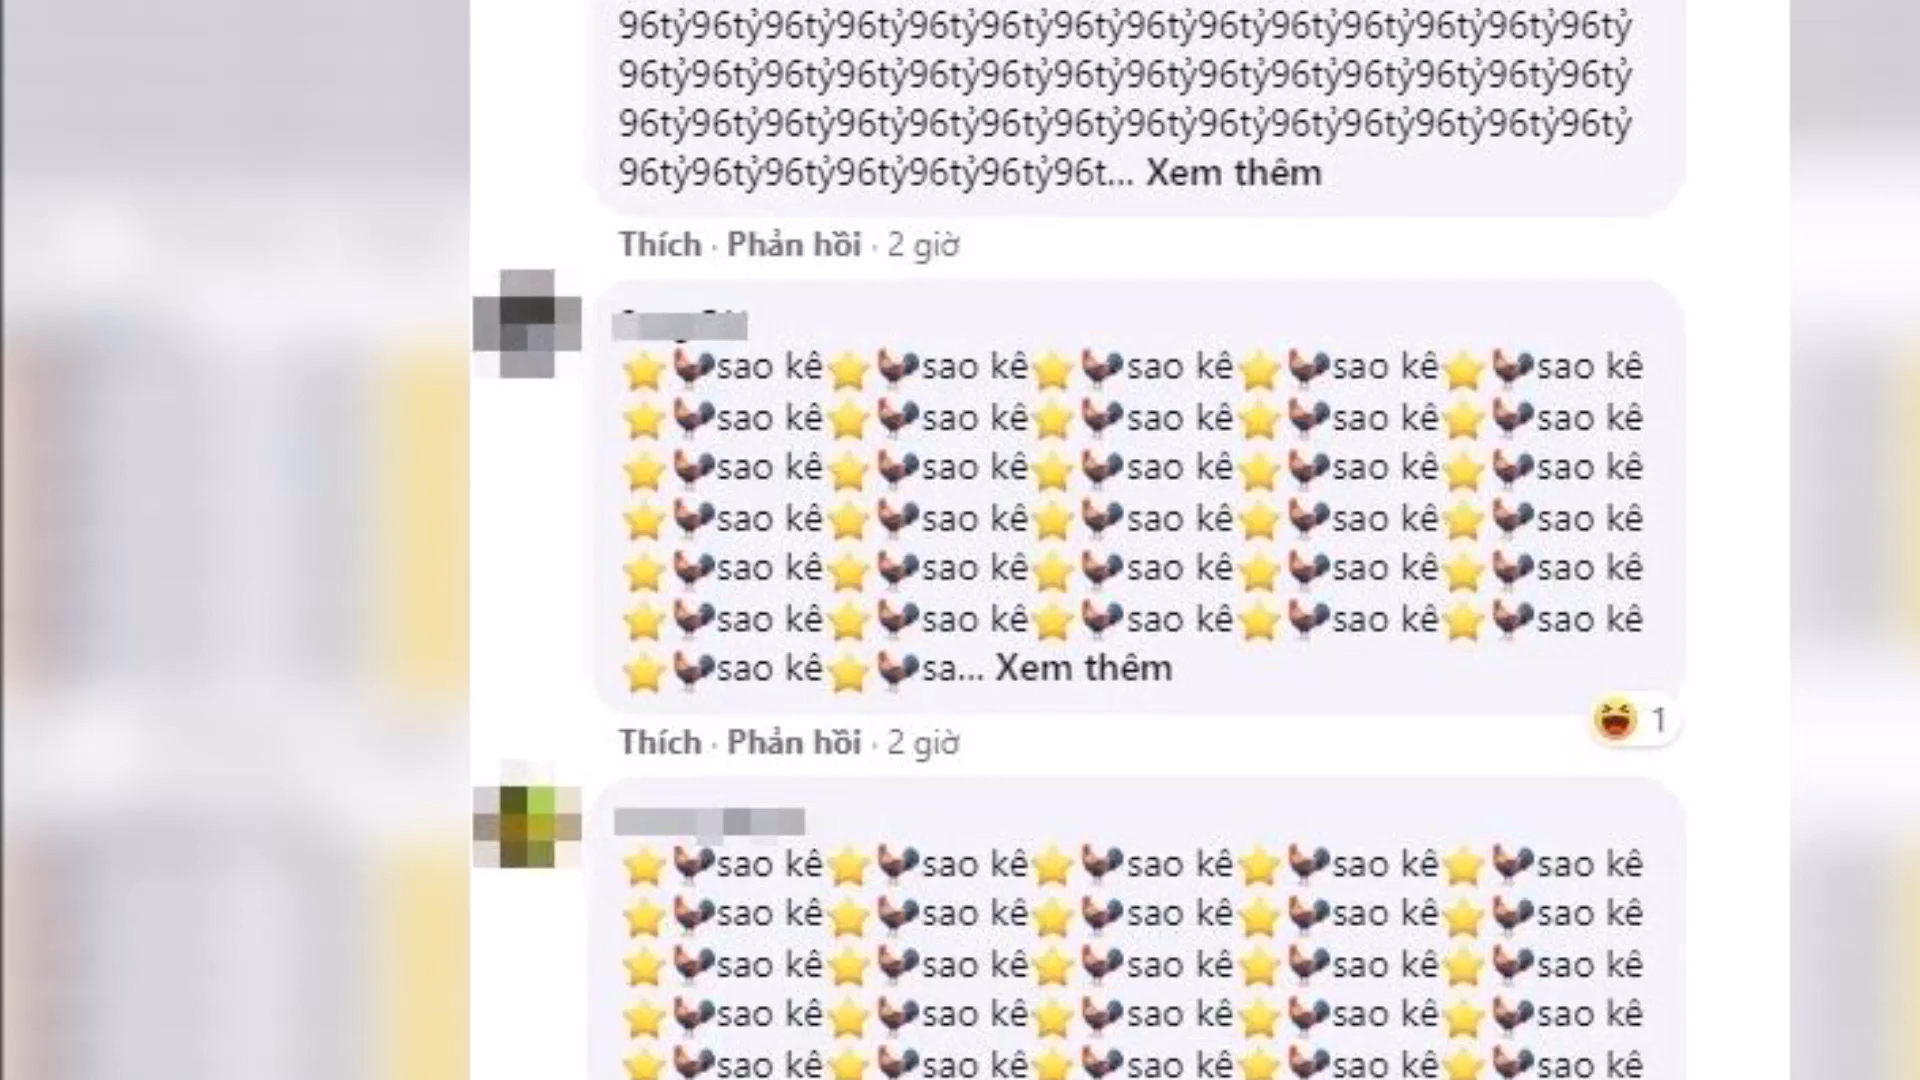 96tỷ96tỷ96tỷ96tỷ96tỷ96tỷ96tỷ96tỷ96tỷ96tỷ96tỷ96tỷ96tỷ96tỷ
96tỷ96tỷ96tỷ96tỷ96tỷ96tỷ96tỷ96tỷ96tỷ96tỷ96tỷ96tỷ96tỷ96tỷ
96tỷ96tỷ96tỷ96tỷ96tỷ96tỷ96tỷ96tỷ96tỷ96tỷ96tỷ96tỷ96tỷ96tỷ
96tỷ96tỷ96tỷ96tỷ96tỷ96tỷ96t... Xem thêm
Thích · Phản hồi · 2 giờ
⭐🐓sao kê⭐🐓sao kê⭐🐓sao kê⭐🐓sao kê⭐🐓sao kê
⭐🐓sao kê⭐🐓sao kê⭐🐓sao kê⭐🐓sao kê⭐🐓sao kê
⭐🐓sao kê⭐🐓sao kê⭐🐓sao kê⭐🐓sao kê⭐🐓sao kê
⭐🐓sao kê⭐🐓sao kê⭐🐓sao kê⭐🐓sao kê⭐🐓sao kê
⭐🐓sao kê⭐🐓sao kê⭐🐓sao kê⭐🐓sao kê⭐🐓sao kê
⭐🐓sao kê⭐🐓sao kê⭐🐓sao kê⭐🐓sao kê⭐🐓sao kê
⭐🐓sao kê⭐🐓sa... Xem thêm
😆 1
Thích · Phản hồi · 2 giờ
⭐🐓sao kê⭐🐓sao kê⭐🐓sao kê⭐🐓sao kê⭐🐓sao kê
⭐🐓sao kê⭐🐓sao kê⭐🐓sao kê⭐🐓sao kê⭐🐓sao kê
⭐🐓sao kê⭐🐓sao kê⭐🐓sao kê⭐🐓sao kê⭐🐓sao kê
⭐🐓sao kê⭐🐓sao kê⭐🐓sao kê⭐🐓sao kê⭐🐓sao kê
⭐🐓sao kê⭐🐓sao kê⭐🐓sao kê⭐🐓sao kê⭐🐓sao kê